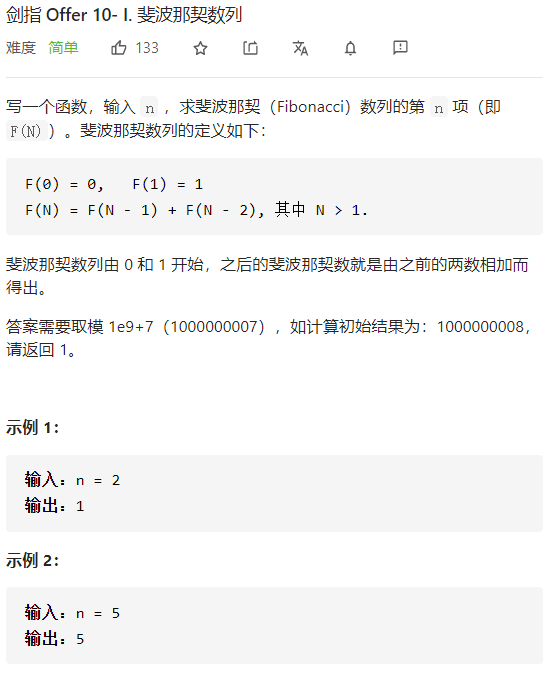 剑指 Offer 10- I. 斐波那契数列
难度 简单 133
写一个函数，输入 n ，求斐波那契（Fibonacci）数列的第 n 项（即
F(N)）。斐波那契数列的定义如下：
F(0) = 0,   F(1) = 1
F(N) = F(N - 1) + F(N - 2), 其中 N > 1.
斐波那契数列由 0 和 1 开始，之后的斐波那契数就是由之前的两数相加而
得出。
答案需要取模 1e9+7（1000000007），如计算初始结果为：1000000008，
请返回 1。
示例 1：
输入：n = 2
输出：1
示例 2：
输入：n = 5
输出：5